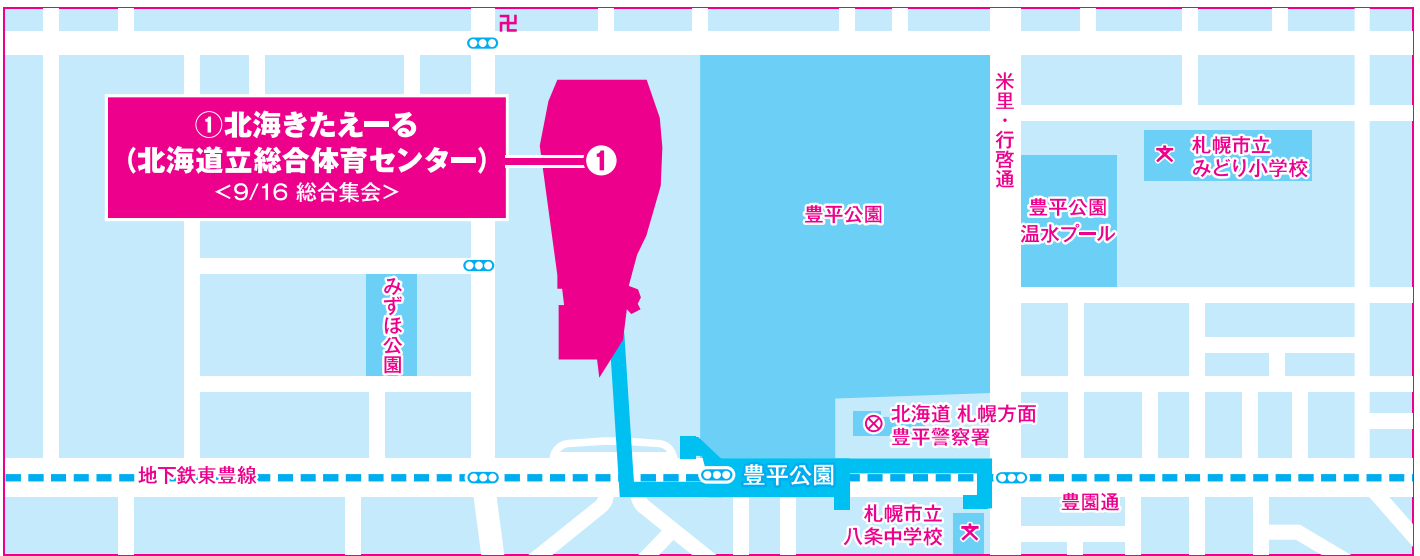 卍
①北海きたえーる
(北海道立総合体育センター)
<9/16 総合集会>
1
米里・行啓通
札幌市立
みどり小学校
豊平公園
豊平公園
温水プール
みずほ公園
北海道 札幌方面
豊平警察署
地下鉄東豊線
豊平公園
豊園通
札幌市立
八条中学校
文
文